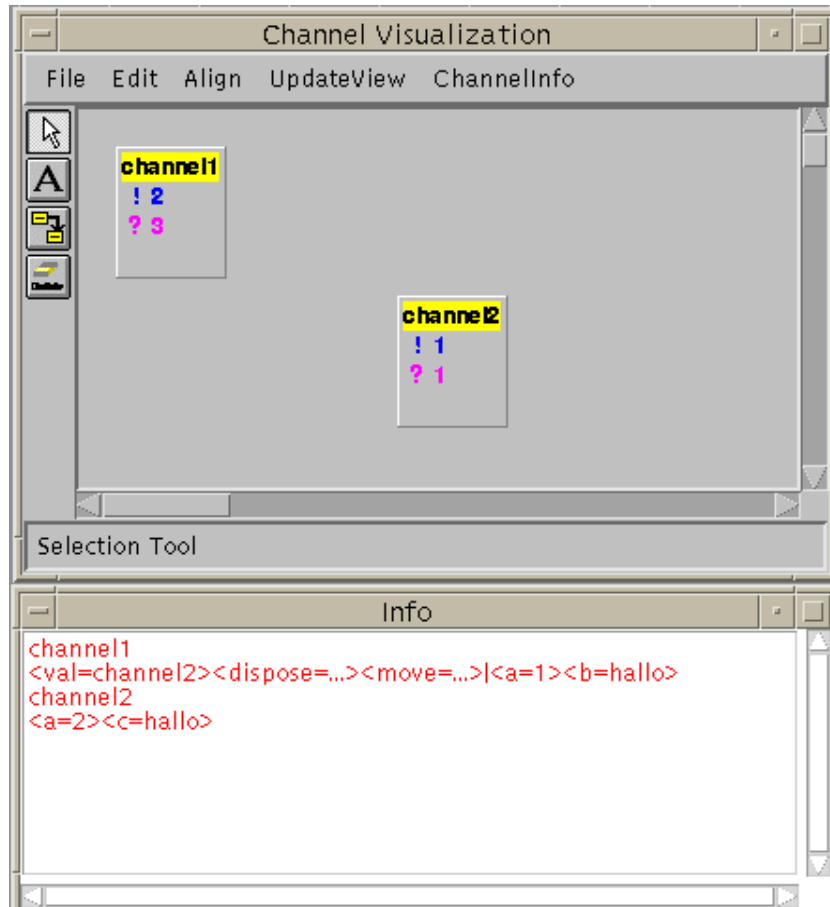 Channel Visualization
File Edit Align UpdateView ChannelInfo
A
channel1
! 2
? 3
channel2
! 1
? 1
Selection Tool
Info
channel1
<val=channel2><dispose=...><move=...>|<a=1><b=hallo>
channel2
<a=2><c=hallo>